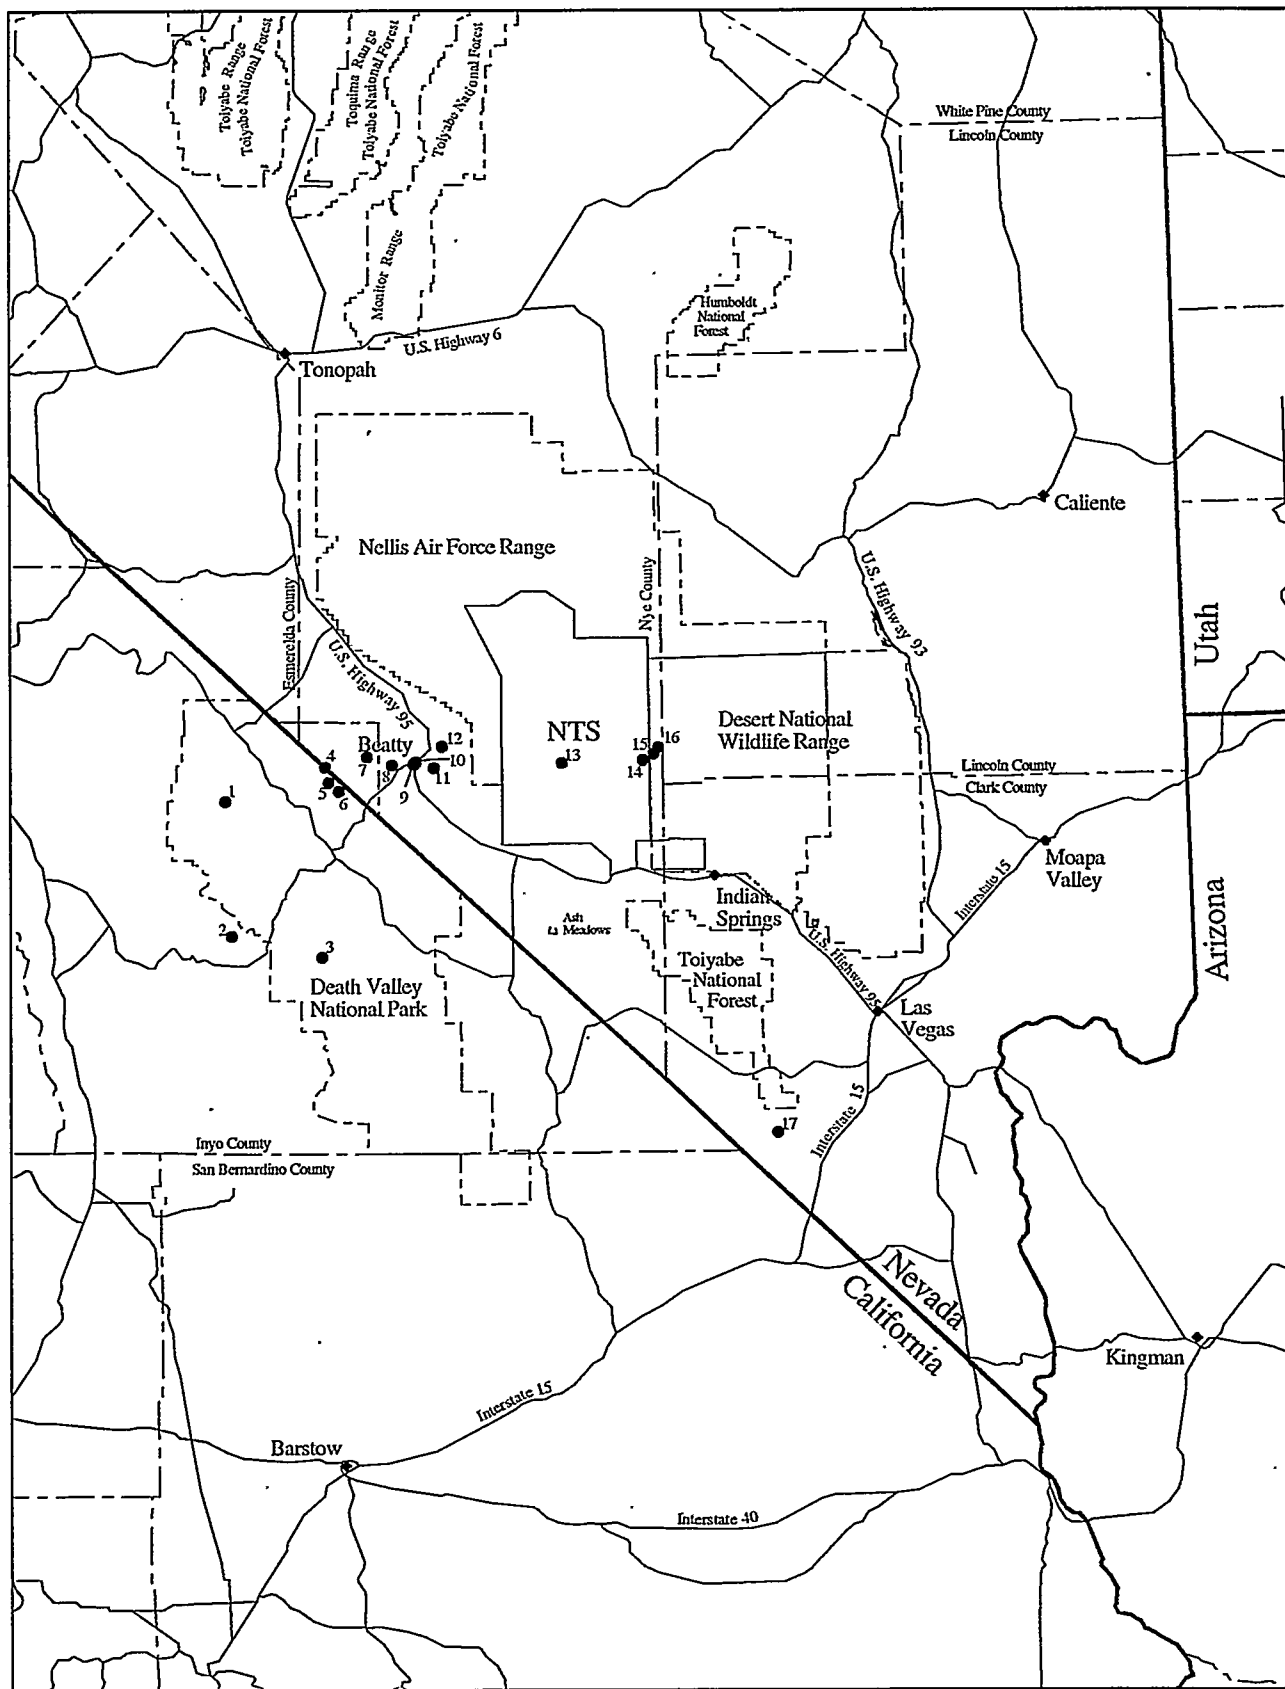 Toiyabe Range
Toiyabe National Forest
Toquima Range
Toiyabe National Forest
Toiyabe National Forest
White Pine County
Lincoln County
Monitor Range
Humboldt
National
Forest
U.S. Highway 6
Tonopah
Caliente
Nellis Air Force Range
Nye County
U.S. Highway 93
Esmerelda County
Utah
U.S. Highway 95
NTS
Desert National
Wildlife Range
Beatty
12
10
11
9
8
7
4
5
6
1
13
15
16
14
Lincoln County
Clark County
Moapa
Valley
Interstate 15
Indian
Springs
Ash
Meadows
Arizona
2
3
Death Valley
National Park
Toiyabe
National
Forest
U.S. Highway 95
Las
Vegas
Interstate 15
17
Inyo County
San Bernardino County
Nevada
California
Kingman
Interstate 15
Barstow
Interstate 40